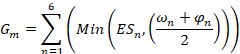 G_m = \sum_{n=1}^{6} \left( Min \left( ES_n, \left( \frac{\omega_n + \varphi_n}{2} \right) \right) \right)